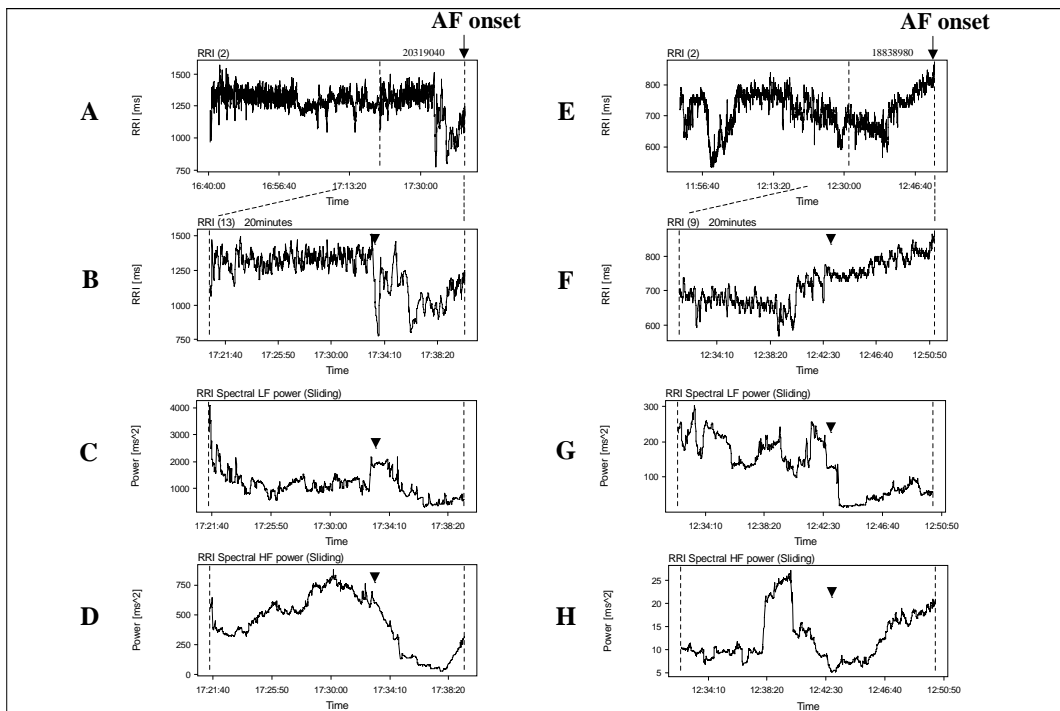 AF onset
RRI (2) 20319040
A
RRI [ms]
1500
1250
1000
750
16:40:00 16:56:40 17:13:20 17:30:00
Time
RRI (13) 20minutes
B
RRI [ms]
1500
1250
1000
750
17:21:40 17:25:50 17:30:00 17:34:10 17:38:20
Time
RRI Spectral LF power (Sliding)
C
Power [ms^2]
4000
3000
2000
1000
17:21:40 17:25:50 17:30:00 17:34:10 17:38:20
Time
RRI Spectral HF power (Sliding)
D
Power [ms^2]
750
500
250
0
17:21:40 17:25:50 17:30:00 17:34:10 17:38:20
Time
AF onset
RRI (2) 18838980
E
RRI [ms]
800
700
600
11:56:40 12:13:20 12:30:00 12:46:40
Time
RRI (9) 20minutes
F
RRI [ms]
800
700
600
12:34:10 12:38:20 12:42:30 12:46:40 12:50:50
Time
RRI Spectral LF power (Sliding)
G
Power [ms^2]
300
200
100
12:34:10 12:38:20 12:42:30 12:46:40 12:50:50
Time
RRI Spectral HF power (Sliding)
H
Power [ms^2]
25
20
15
10
5
12:34:10 12:38:20 12:42:30 12:46:40 12:50:50
Time